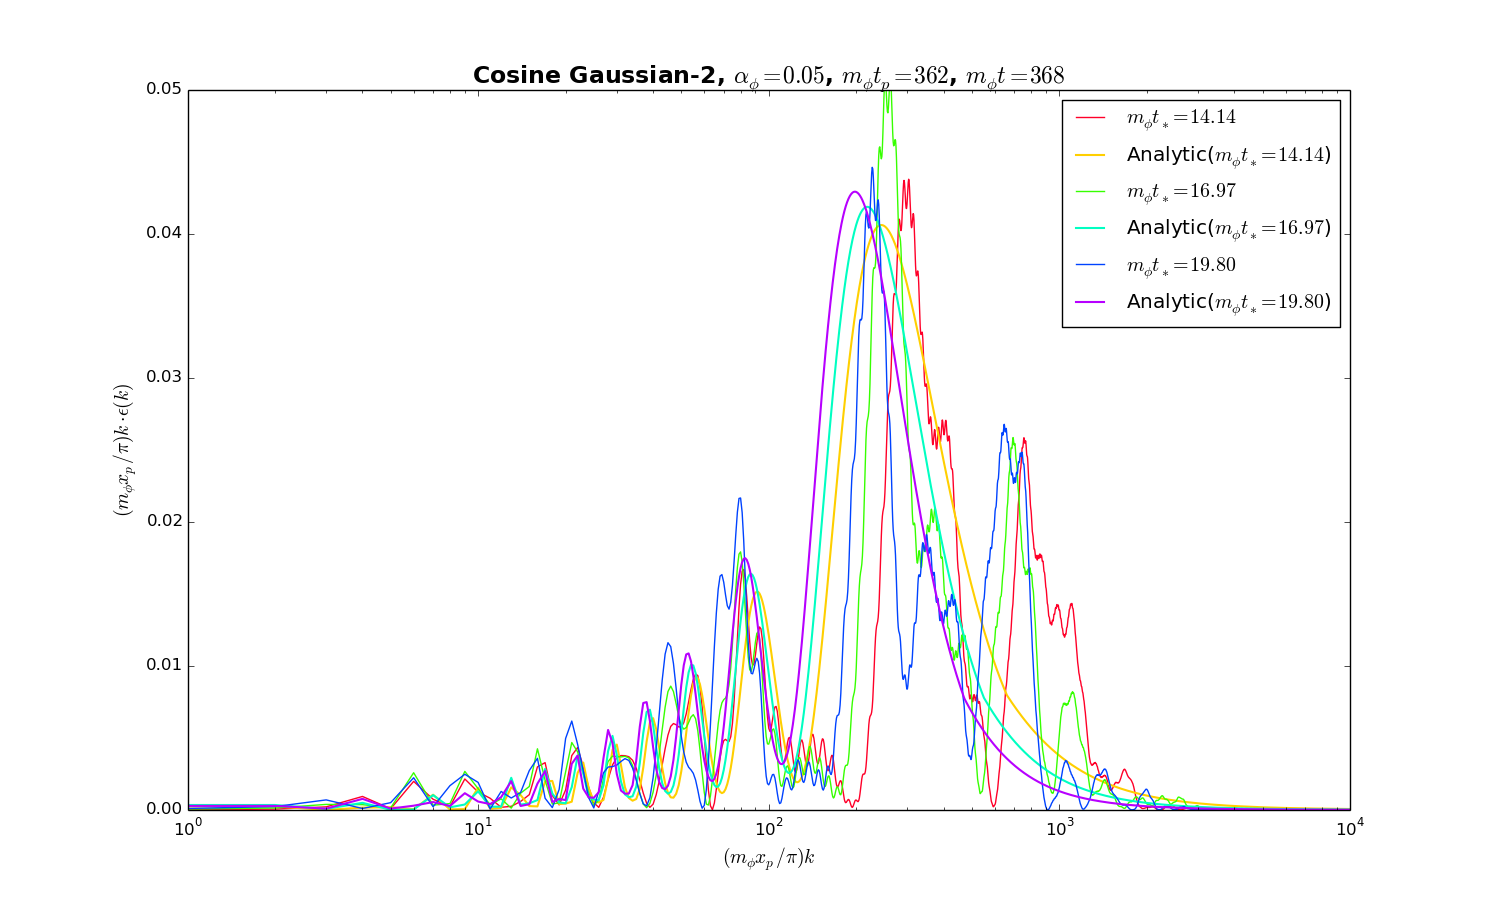 Cosine Gaussian-2, α_ϕ=0.05, m_ϕt_p=362, m_ϕt=368
0.05
0.04
0.03
0.02
0.01
0.00
(m_ϕx_p/π)k·ϵ(k)
m_ϕt_*=14.14
Analytic(m_ϕt_*=14.14)
m_ϕt_*=16.97
Analytic(m_ϕt_*=16.97)
m_ϕt_*=19.80
Analytic(m_ϕt_*=19.80)
10^0 10^1 10^2 10^3 10^4
(m_ϕx_p/π)k